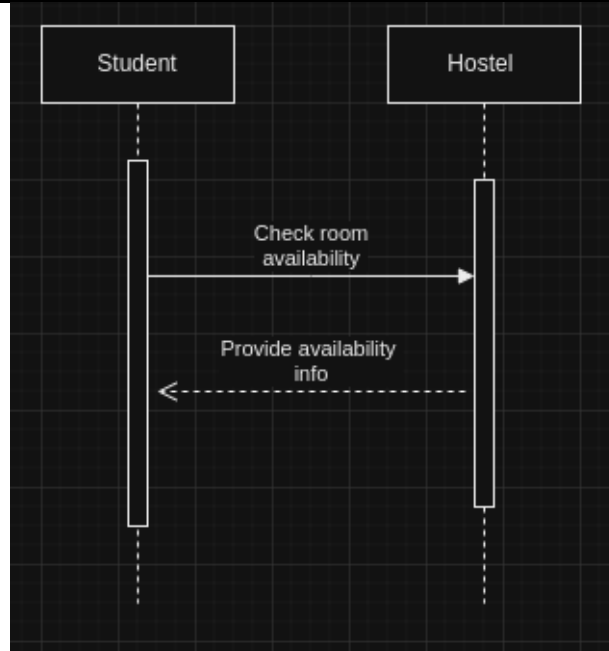 Student
Hostel
Check room
availability
Provide availability
info